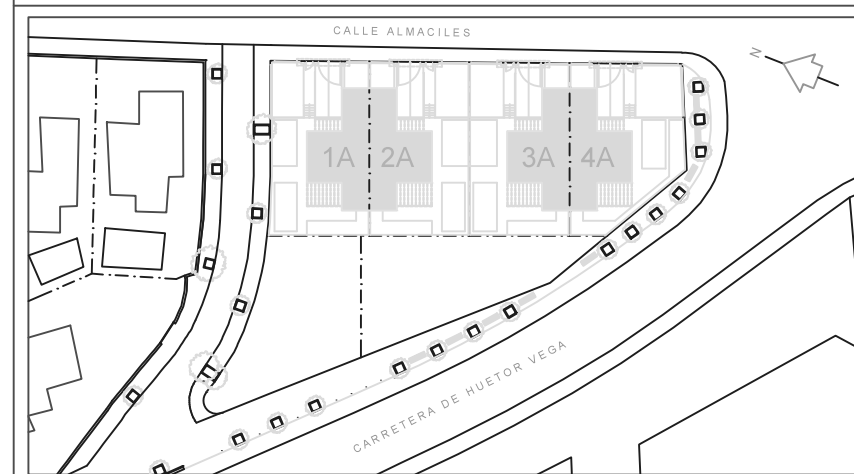 CALLE ALMACILES
N
1A 2A 3A 4A
CARRETERA DE HUETOR VEGA